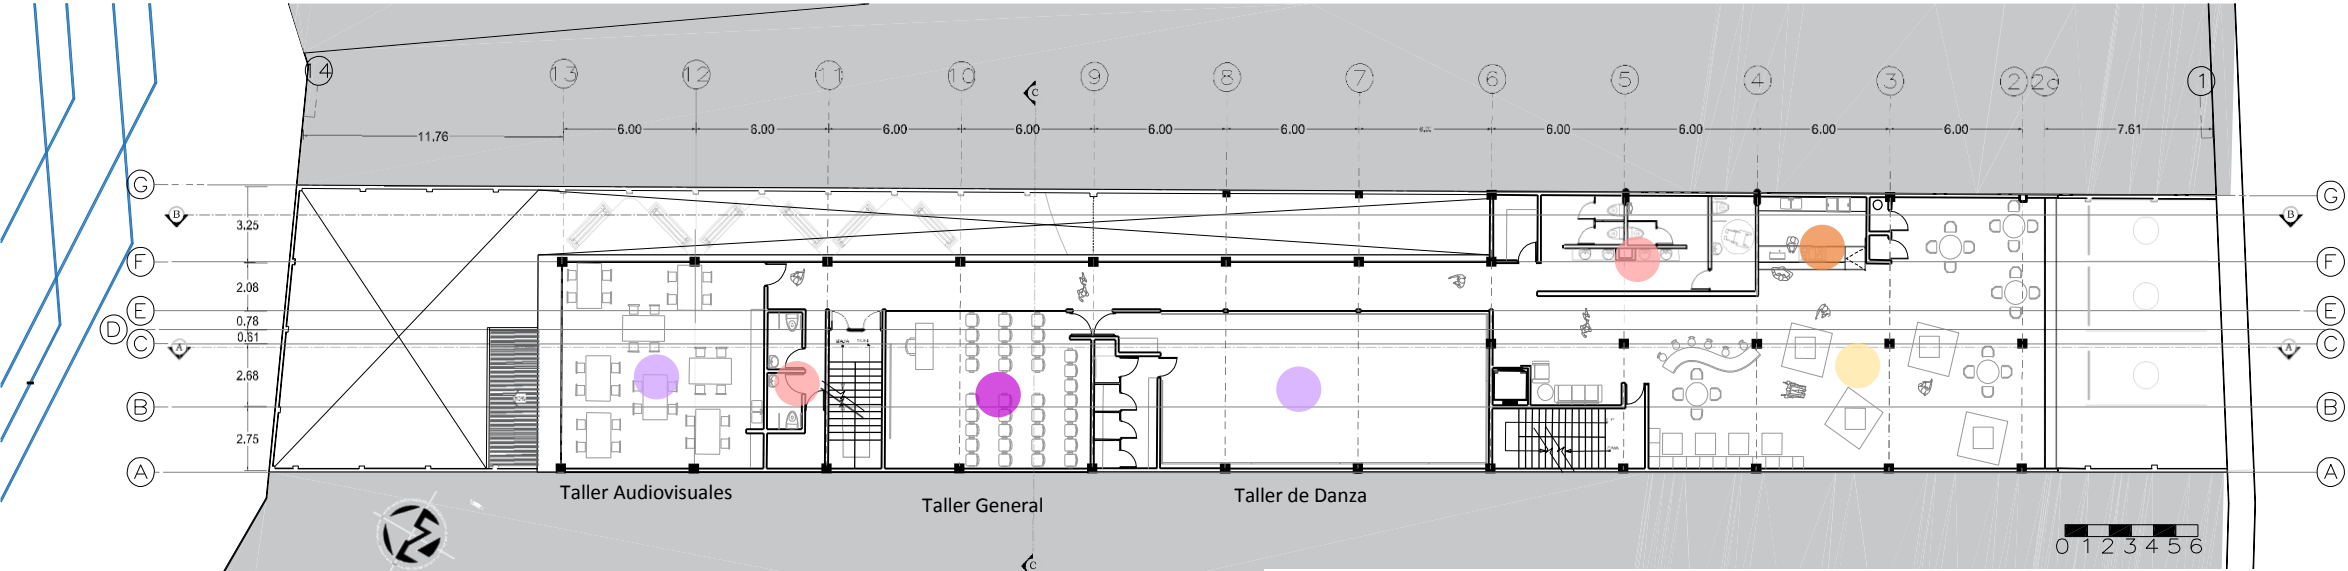 14 13 12 11 10 9 8 7 6 5 4 3 2 2a 1
C
11.76 6.00 6.00 6.00 6.00 6.00 6.00 6.00 6.00 6.00 6.00 7.61
G G
B B
3.25
F F
2.08
E E
0.78
D
0.61
C C
A A
2.68
B B
2.75
A A
Taller Audiovisuales
Taller General
Taller de Danza
0 1 2 3 4 5 6
C